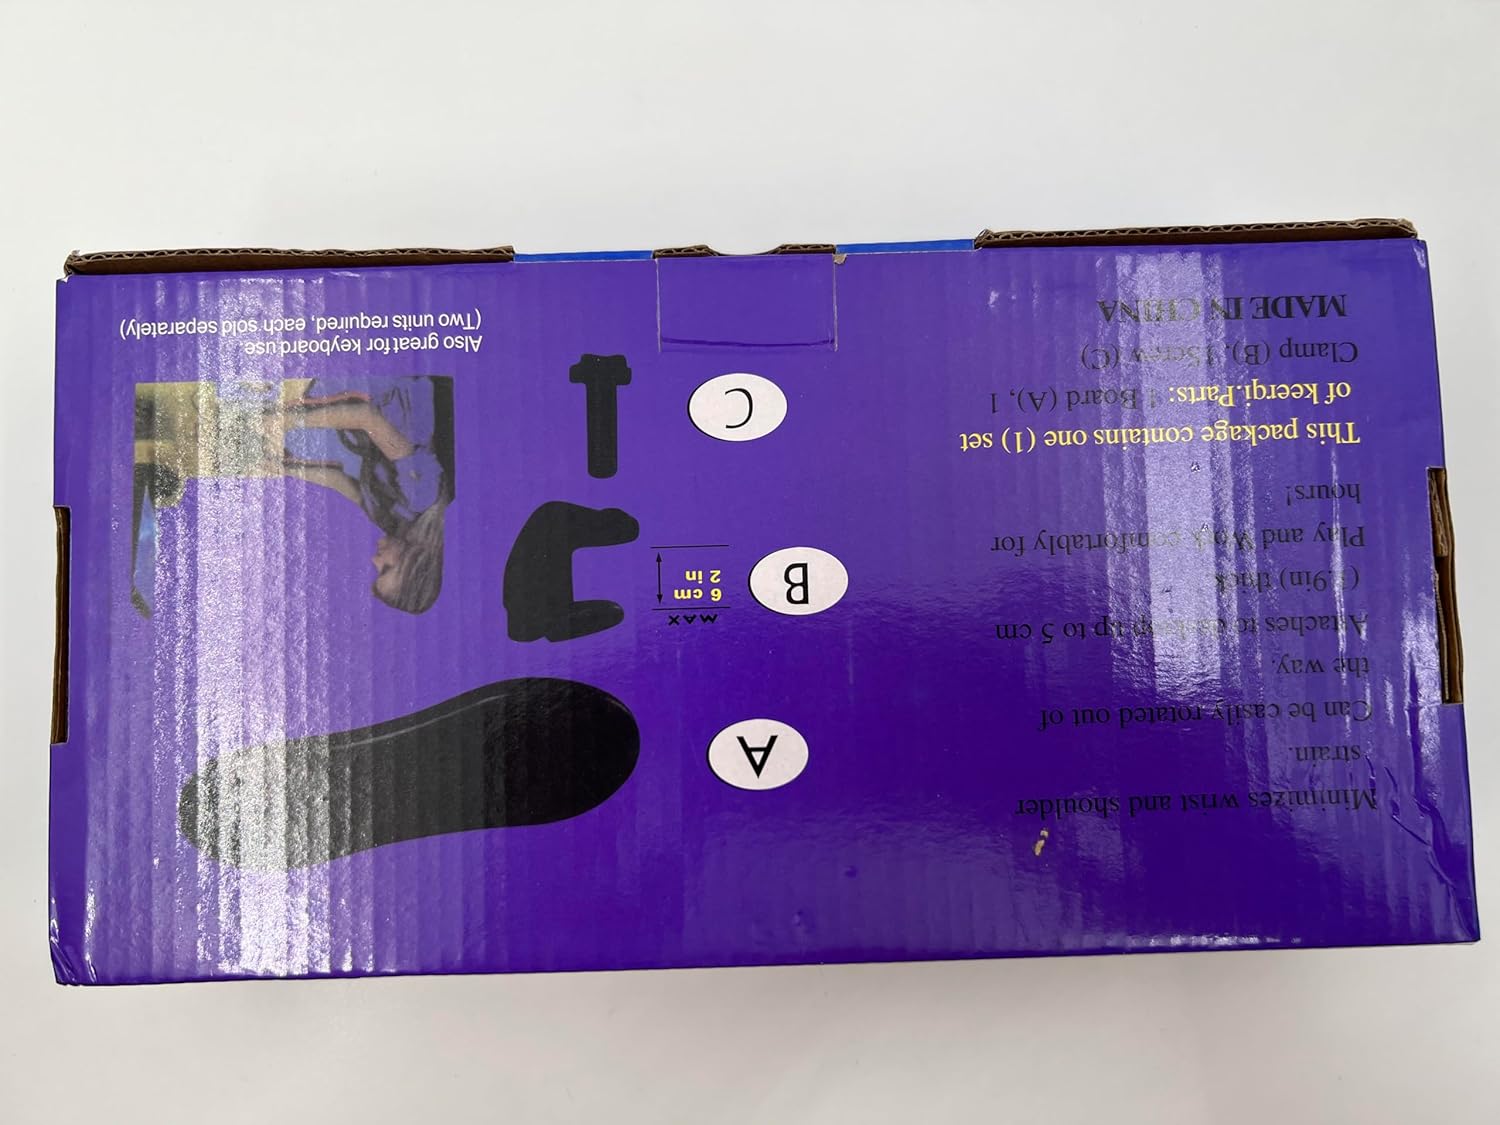 Minimizes wrist and shoulder
strain.
Can be easily rotated out of
the way.
Attaches to desktop up to 5 cm
(1.9in) thick.
Play and Work comfortably for
hours!
This package contains one (1) set
of keerqi.Parts: 1 Board (A), 1
Clamp (B), 1 Screw (C)
MADE IN CHINA
A
B
MAX
6 cm
2 in
C
Also great for keyboard use
(Two units required, each sold separately)